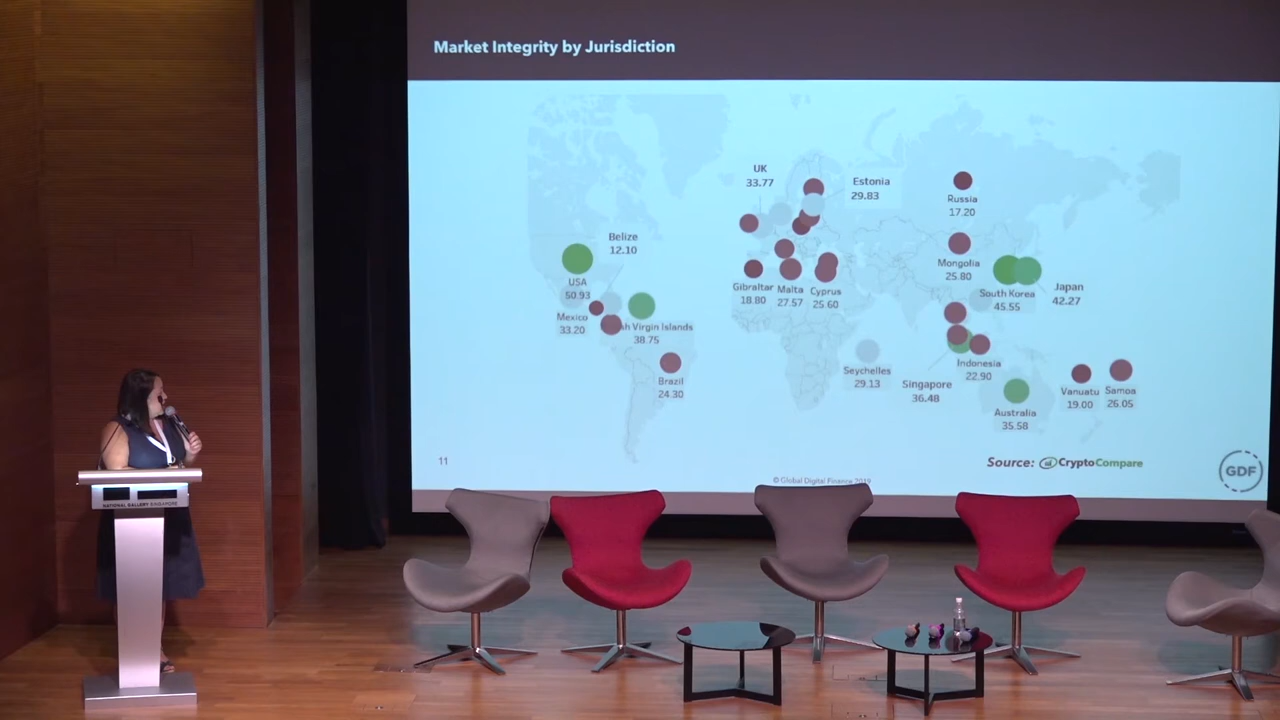 Market Integrity by Jurisdiction
UK
33.77
Estonia
29.83
Russia
17.20
Belize
12.10
USA
50.93
Mongolia
25.80
South Korea
45.55
Japan
42.27
Gibraltar
18.80
Malta
27.57
Cyprus
25.60
Mexico
33.20
sh Virgin Islands
38.75
Brazil
24.30
Seychelles
29.13
Singapore
36.48
Indonesia
22.90
Australia
35.58
Vanuatu
19.00
Samoa
26.05
11
Source: CryptoCompare
GDF
© Global Digital Finance 2019
NATIONAL GALLERY SINGAPORE